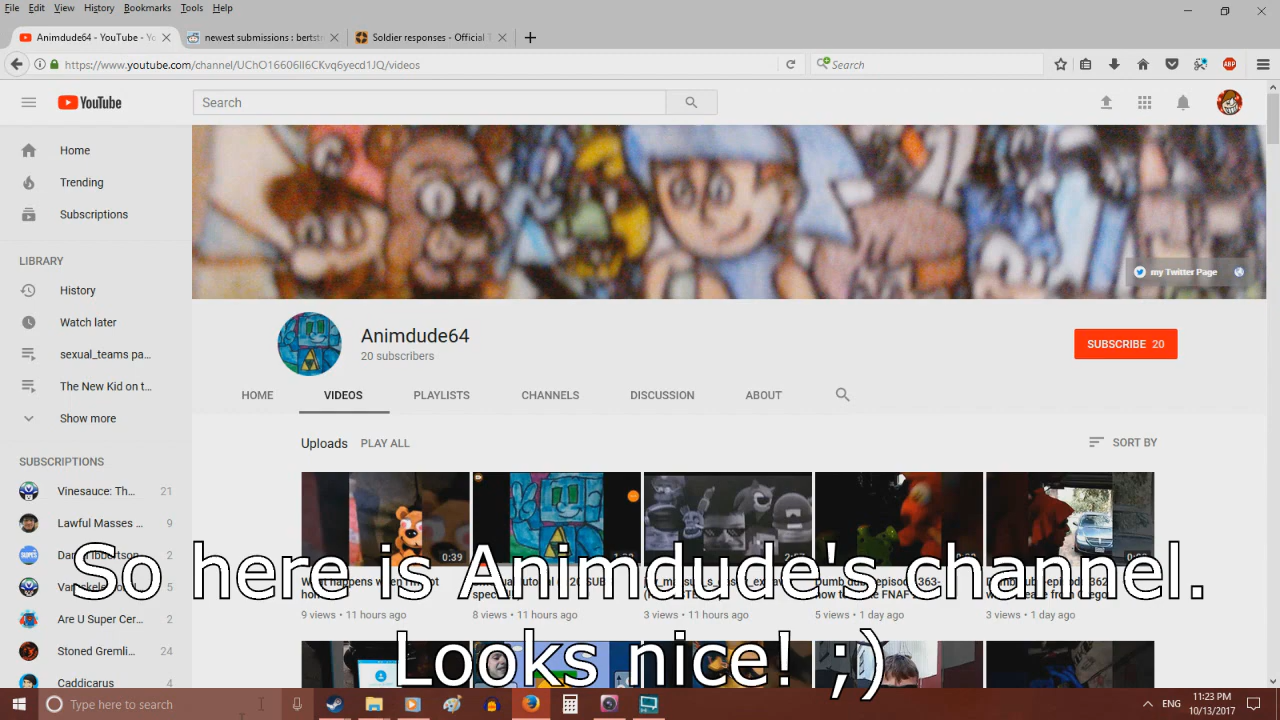 File Edit View History Bookmarks Tools Help
Animdude64 - YouTube - Yo
newest submissions : bertstr
Soldier responses - Official T
https://www.youtube.com/channel/UChO16606II6CKvq6yecd1JQ/videos
Search
YouTube
Search
Home
Trending
Subscriptions
LIBRARY
History
Watch later
sexual_teams pa...
The New Kid on t...
Show more
SUBSCRIPTIONS
Vinesauce: Th... 21
Lawful Masses ... 9
2
5
Are U Super Cer...
Stoned Gremli... 24
Caddicarus
my Twitter Page
Animdude64
20 subscribers
SUBSCRIBE 20
HOME VIDEOS PLAYLISTS CHANNELS DISCUSSION ABOUT
Uploads PLAY ALL
SORT BY
0:39
9 views • 11 hours ago
8 views • 11 hours ago
11 hours ago
5 views • 1 day ago
3 views • 1 day ago
So here is Animdude's channel.
Looks nice! ;)
Type here to search
ENG
11:23 PM
10/13/2017